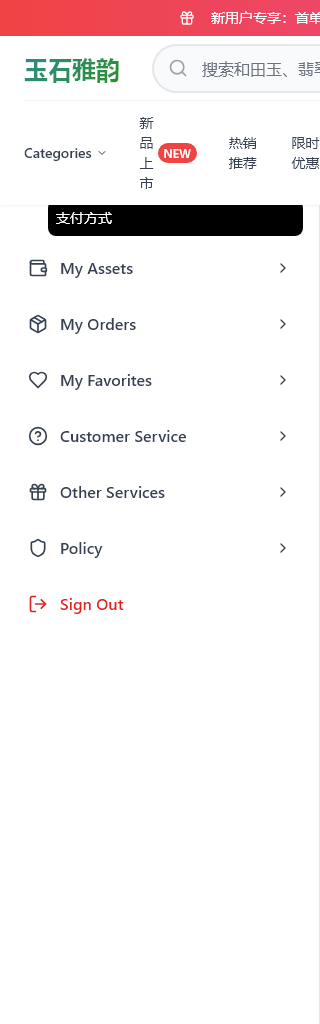 新用户专享：首单
玉石雅韵
搜索和田玉、翡翠
Categories
新品上市
NEW
热销推荐
限时优惠
支付方式
My Assets
My Orders
My Favorites
Customer Service
Other Services
Policy
Sign Out